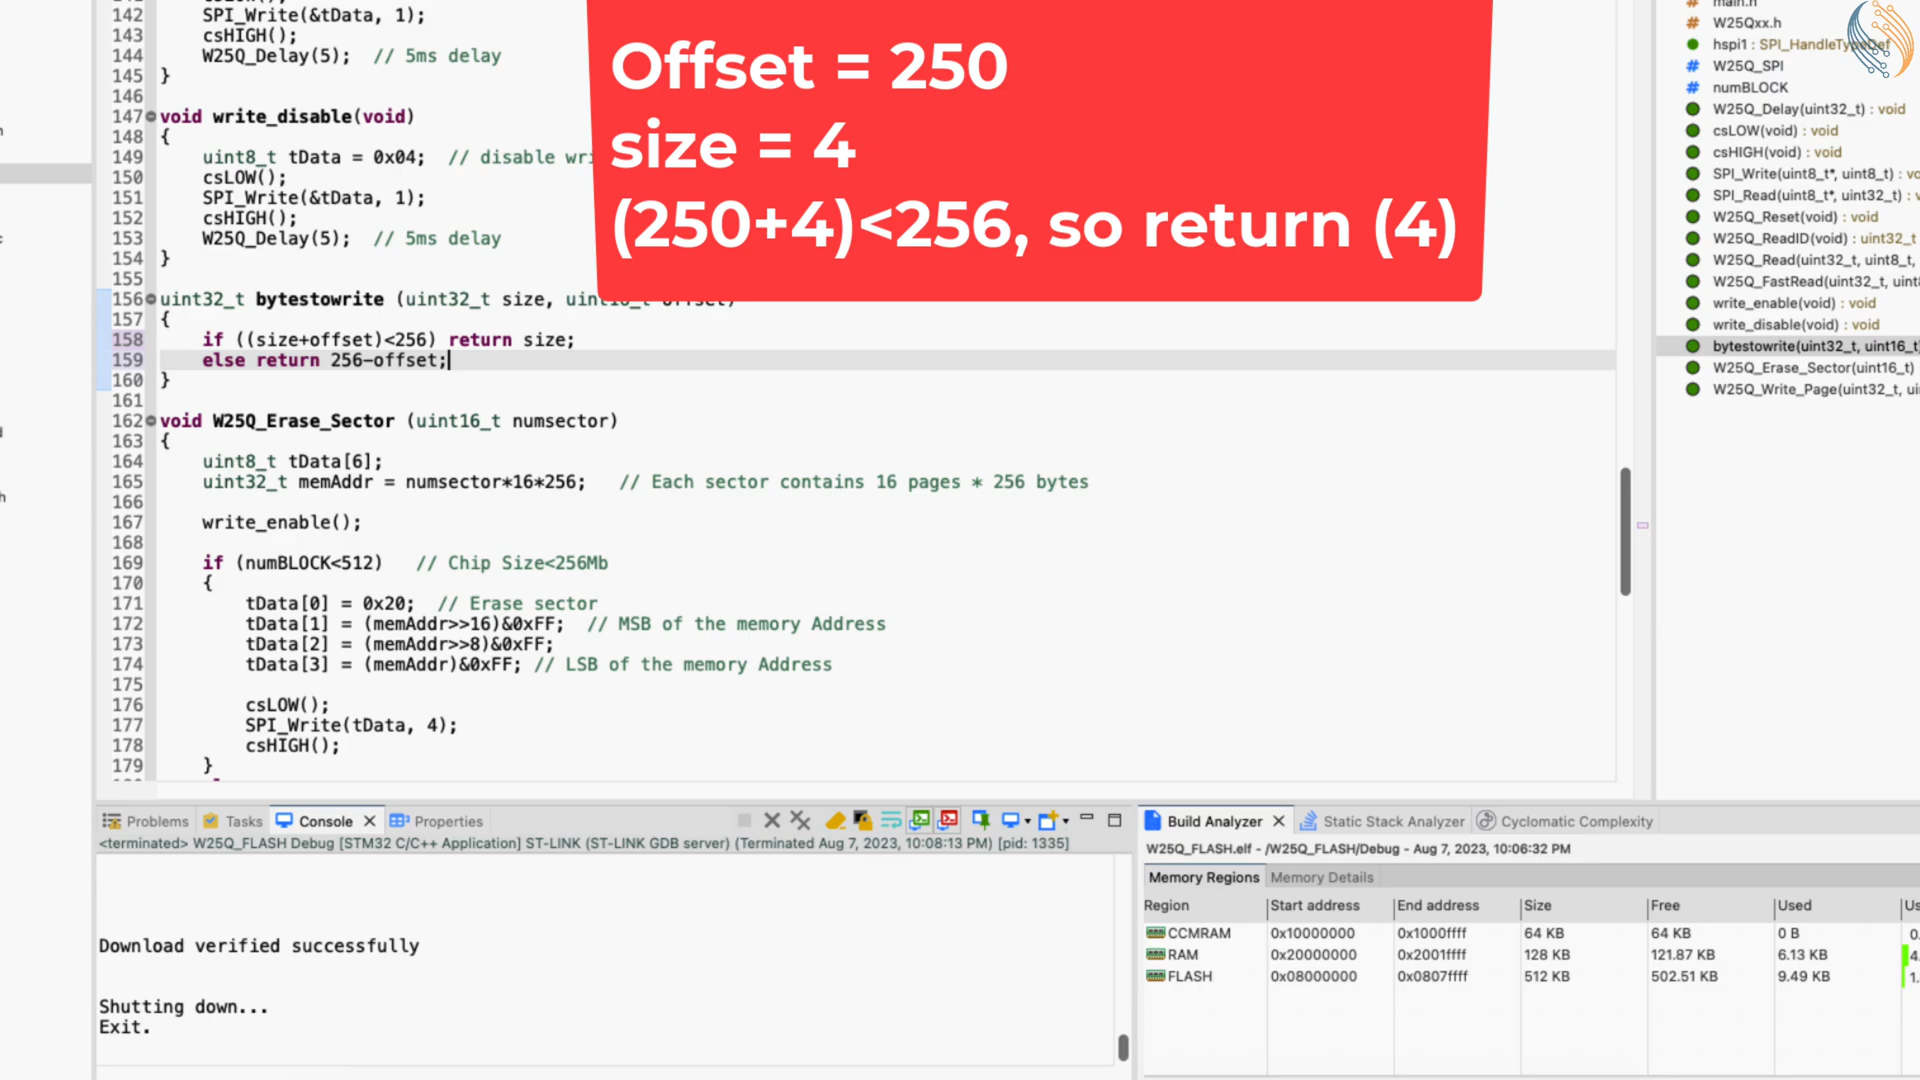 142 SPI_Write(&tData, 1);
143 csHIGH();
144 W25Q_Delay(5); // 5ms delay
145 }
146
147 void write_disable(void)
148 {
149 uint8_t tData = 0x04; // disable wri
150 csLOW();
151 SPI_Write(&tData, 1);
152 csHIGH();
153 W25Q_Delay(5); // 5ms delay
154 }
155
156 uint32_t bytestowrite (uint32_t size, uint16_t offset)
157 {
158 if ((size+offset)<256) return size;
159 else return 256-offset;
160 }
161
162 void W25Q_Erase_Sector (uint16_t numsector)
163 {
164 uint8_t tData[6];
165 uint32_t memAddr = numsector*16*256; // Each sector contains 16 pages * 256 bytes
166
167 write_enable();
168
169 if (numBLOCK<512) // Chip Size<256Mb
170 {
171 tData[0] = 0x20; // Erase sector
172 tData[1] = (memAddr>>16)&0xFF; // MSB of the memory Address
173 tData[2] = (memAddr>>8)&0xFF;
174 tData[3] = (memAddr)&0xFF; // LSB of the memory Address
175
176 csLOW();
177 SPI_Write(tData, 4);
178 csHIGH();
179 }
Offset = 250
size = 4
(250+4)<256, so return (4)
main.h
W25Qxx.h
hspi1 : SPI_HandleTypeDef
W25Q_SPI
numBLOCK
W25Q_Delay(uint32_t) : void
csLOW(void) : void
csHIGH(void) : void
SPI_Write(uint8_t*, uint8_t) : vo
SPI_Read(uint8_t*, uint32_t) : v
W25Q_Reset(void) : void
W25Q_ReadID(void) : uint32_t
W25Q_Read(uint32_t, uint8_t,
W25Q_FastRead(uint32_t, uint8
write_enable(void) : void
write_disable(void) : void
bytestowrite(uint32_t, uint16_t)
W25Q_Erase_Sector(uint16_t)
W25Q_Write_Page(uint32_t, ui
Problems Tasks Console Properties
<terminated> W25Q_FLASH Debug [STM32 C/C++ Application] ST-LINK (ST-LINK GDB server) (Terminated Aug 7, 2023, 10:08:13 PM) [pid: 1335]
Download verified successfully
Shutting down...
Exit.
Build Analyzer Static Stack Analyzer Cyclomatic Complexity
W25Q_FLASH.elf - /W25Q_FLASH/Debug - Aug 7, 2023, 10:06:32 PM
Memory Regions Memory Details
Region Start address End address Size Free Used Us
CCMRAM 0x10000000 0x1000ffff 64 KB 64 KB 0 B 0.
RAM 0x20000000 0x2001ffff 128 KB 121.87 KB 6.13 KB 4.
FLASH 0x08000000 0x0807ffff 512 KB 502.51 KB 9.49 KB 1.